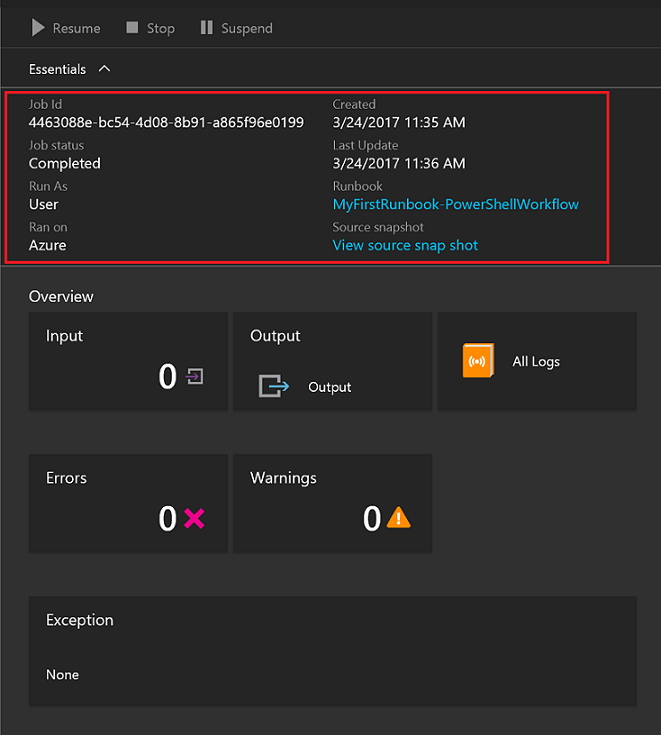 Resume Stop Suspend
Essentials
Job Id
4463088e-bc54-4d08-8b91-a865f96e0199
Created
3/24/2017 11:35 AM
Job status
Completed
Last Update
3/24/2017 11:36 AM
Run As
User
Runbook
MyFirstRunbook-PowerShellWorkflow
Ran on
Azure
Source snapshot
View source snap shot
Overview
Input
0
Output
Output
All Logs
Errors
0
Warnings
0
Exception
None